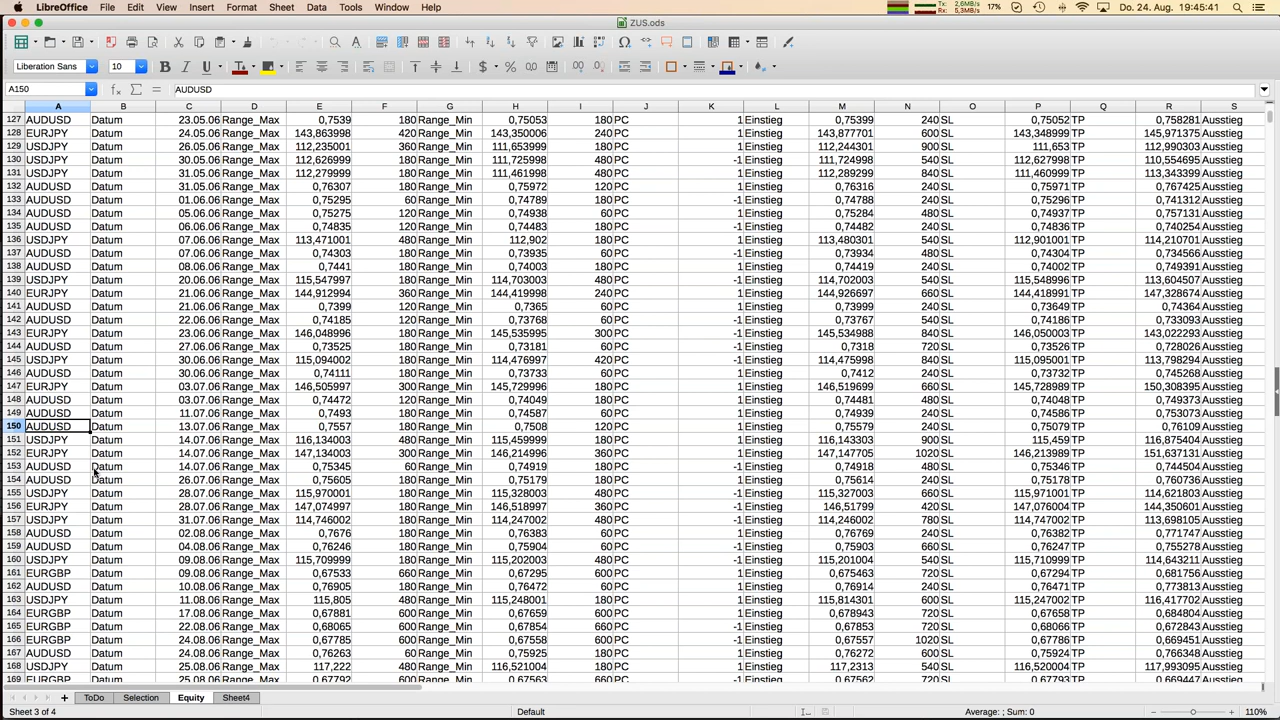 LibreOffice File Edit View Insert Format Sheet Data Tools Window Help Tx: 2,6MB/s Rx: 5,3MB/s 17% Do. 24. Aug. 19:45:41
ZUS.ods
Liberation Sans 10
A150 AUDUSD
A B C D E F G H I J K L M N O P Q R S
127 AUDUSD Datum 23.05.06 Range_Max 0,7539 180 Range_Min 0,75053 180 PC 1 Einstieg 0,75399 240 SL 0,75052 TP 0,758281 Ausstieg
128 EURJPY Datum 24.05.06 Range_Max 143,863998 420 Range_Min 143,350006 240 PC 1 Einstieg 143,877701 600 SL 143,348999 TP 145,971375 Ausstieg
129 USDJPY Datum 26.05.06 Range_Max 112,235001 360 Range_Min 111,653999 180 PC 1 Einstieg 112,244301 900 SL 111,653 TP 112,990303 Ausstieg
130 USDJPY Datum 30.05.06 Range_Max 112,626999 180 Range_Min 111,725998 480 PC -1 Einstieg 111,724998 540 SL 112,627998 TP 110,554695 Ausstieg
131 USDJPY Datum 31.05.06 Range_Max 112,279999 180 Range_Min 111,461998 480 PC 1 Einstieg 112,289299 840 SL 111,460999 TP 113,343399 Ausstieg
132 AUDUSD Datum 31.05.06 Range_Max 0,76307 180 Range_Min 0,75972 120 PC 1 Einstieg 0,76316 240 SL 0,75971 TP 0,767425 Ausstieg
133 AUDUSD Datum 01.06.06 Range_Max 0,75295 60 Range_Min 0,74789 180 PC -1 Einstieg 0,74788 240 SL 0,75296 TP 0,741312 Ausstieg
134 AUDUSD Datum 05.06.06 Range_Max 0,75275 120 Range_Min 0,74938 60 PC 1 Einstieg 0,75284 480 SL 0,74937 TP 0,757131 Ausstieg
135 AUDUSD Datum 06.06.06 Range_Max 0,74835 120 Range_Min 0,74483 180 PC -1 Einstieg 0,74482 240 SL 0,74836 TP 0,740254 Ausstieg
136 USDJPY Datum 07.06.06 Range_Max 113,471001 480 Range_Min 112,902 180 PC 1 Einstieg 113,480301 540 SL 112,901001 TP 114,210701 Ausstieg
137 AUDUSD Datum 07.06.06 Range_Max 0,74303 180 Range_Min 0,73935 60 PC -1 Einstieg 0,73934 480 SL 0,74304 TP 0,734566 Ausstieg
138 AUDUSD Datum 08.06.06 Range_Max 0,7441 180 Range_Min 0,74003 180 PC 1 Einstieg 0,74419 240 SL 0,74002 TP 0,749391 Ausstieg
139 USDJPY Datum 20.06.06 Range_Max 115,547997 180 Range_Min 114,703003 480 PC -1 Einstieg 114,702003 540 SL 115,548996 TP 113,604507 Ausstieg
140 EURJPY Datum 21.06.06 Range_Max 144,912994 360 Range_Min 144,419998 240 PC 1 Einstieg 144,926697 660 SL 144,418991 TP 147,328674 Ausstieg
141 AUDUSD Datum 21.06.06 Range_Max 0,7399 120 Range_Min 0,7365 60 PC 1 Einstieg 0,73999 240 SL 0,73649 TP 0,74323 Ausstieg
142 AUDUSD Datum 22.06.06 Range_Max 0,74185 120 Range_Min 0,73768 60 PC -1 Einstieg 0,73767 540 SL 0,74186 TP 0,733093 Ausstieg
143 EURJPY Datum 23.06.06 Range_Max 146,048996 180 Range_Min 145,535995 300 PC -1 Einstieg 145,534988 840 SL 146,050003 TP 143,022293 Ausstieg
144 AUDUSD Datum 27.06.06 Range_Max 0,73525 180 Range_Min 0,73181 60 PC -1 Einstieg 0,7318 720 SL 0,73526 TP 0,728026 Ausstieg
145 USDJPY Datum 30.06.06 Range_Max 115,094002 180 Range_Min 114,476997 420 PC -1 Einstieg 114,475998 840 SL 115,095001 TP 113,798294 Ausstieg
146 AUDUSD Datum 30.06.06 Range_Max 0,74111 180 Range_Min 0,73733 60 PC 1 Einstieg 0,7412 240 SL 0,73732 TP 0,745268 Ausstieg
147 EURJPY Datum 03.07.06 Range_Max 146,505997 300 Range_Min 145,729996 180 PC 1 Einstieg 146,519699 660 SL 145,728989 TP 150,308395 Ausstieg
148 AUDUSD Datum 03.07.06 Range_Max 0,74472 120 Range_Min 0,74049 180 PC 1 Einstieg 0,74481 480 SL 0,74048 TP 0,749373 Ausstieg
149 AUDUSD Datum 11.07.06 Range_Max 0,7493 180 Range_Min 0,74587 60 PC 1 Einstieg 0,74939 240 SL 0,74586 TP 0,753073 Ausstieg
150 AUDUSD Datum 13.07.06 Range_Max 0,7557 180 Range_Min 0,7508 120 PC 1 Einstieg 0,75579 540 SL 0,75079 TP 0,76109 Ausstieg
151 USDJPY Datum 14.07.06 Range_Max 116,134003 480 Range_Min 115,459999 180 PC 1 Einstieg 116,143303 900 SL 115,459 TP 116,875404 Ausstieg
152 EURJPY Datum 14.07.06 Range_Max 147,134003 300 Range_Min 146,214996 360 PC 1 Einstieg 147,147705 1020 SL 146,213989 TP 151,637131 Ausstieg
153 AUDUSD Datum 14.07.06 Range_Max 0,75345 60 Range_Min 0,74919 180 PC -1 Einstieg 0,74918 480 SL 0,75346 TP 0,744504 Ausstieg
154 AUDUSD Datum 26.07.06 Range_Max 0,75605 180 Range_Min 0,75179 180 PC 1 Einstieg 0,75614 240 SL 0,75178 TP 0,760736 Ausstieg
155 USDJPY Datum 28.07.06 Range_Max 115,970001 180 Range_Min 115,328003 480 PC -1 Einstieg 115,327003 660 SL 115,971001 TP 114,621803 Ausstieg
156 EURJPY Datum 28.07.06 Range_Max 147,074997 180 Range_Min 146,518997 360 PC -1 Einstieg 146,51799 420 SL 147,076004 TP 144,350601 Ausstieg
157 USDJPY Datum 31.07.06 Range_Max 114,746002 180 Range_Min 114,247002 480 PC -1 Einstieg 114,246002 780 SL 114,747002 TP 113,698105 Ausstieg
158 AUDUSD Datum 02.08.06 Range_Max 0,7676 180 Range_Min 0,76383 60 PC 1 Einstieg 0,76769 240 SL 0,76382 TP 0,771747 Ausstieg
159 AUDUSD Datum 04.08.06 Range_Max 0,76246 180 Range_Min 0,75904 60 PC -1 Einstieg 0,75903 660 SL 0,76247 TP 0,755278 Ausstieg
160 USDJPY Datum 09.08.06 Range_Max 115,709999 180 Range_Min 115,202003 480 PC -1 Einstieg 115,201004 540 SL 115,710999 TP 114,643211 Ausstieg
161 EURGBP Datum 09.08.06 Range_Max 0,67533 660 Range_Min 0,67295 600 PC 1 Einstieg 0,675463 720 SL 0,67294 TP 0,681756 Ausstieg
162 AUDUSD Datum 10.08.06 Range_Max 0,76905 180 Range_Min 0,76472 60 PC 1 Einstieg 0,76914 240 SL 0,76471 TP 0,773813 Ausstieg
163 USDJPY Datum 11.08.06 Range_Max 115,805 480 Range_Min 115,248001 180 PC 1 Einstieg 115,814301 600 SL 115,247002 TP 116,417702 Ausstieg
164 EURGBP Datum 17.08.06 Range_Max 0,67881 600 Range_Min 0,67659 600 PC 1 Einstieg 0,678943 720 SL 0,67658 TP 0,684804 Ausstieg
165 EURGBP Datum 22.08.06 Range_Max 0,68065 600 Range_Min 0,67854 660 PC -1 Einstieg 0,67853 720 SL 0,68066 TP 0,672843 Ausstieg
166 EURGBP Datum 24.08.06 Range_Max 0,67785 600 Range_Min 0,67558 600 PC -1 Einstieg 0,67557 1020 SL 0,67786 TP 0,669451 Ausstieg
167 AUDUSD Datum 24.08.06 Range_Max 0,76263 60 Range_Min 0,75925 180 PC 1 Einstieg 0,76272 600 SL 0,75924 TP 0,766348 Ausstieg
168 USDJPY Datum 25.08.06 Range_Max 117,222 480 Range_Min 116,521004 180 PC 1 Einstieg 117,2313 540 SL 116,520004 TP 117,993095 Ausstieg
169 EURGBP Datum 25.08.06 Range_Max 0,67792 660 Range_Min 0,67563 660 PC -1 Einstieg 0,67562 720 SL 0,67793 TP 0,669447 Ausstieg
ToDo Selection Equity Sheet4
Sheet 3 of 4 Default Average: ; Sum: 0 110%